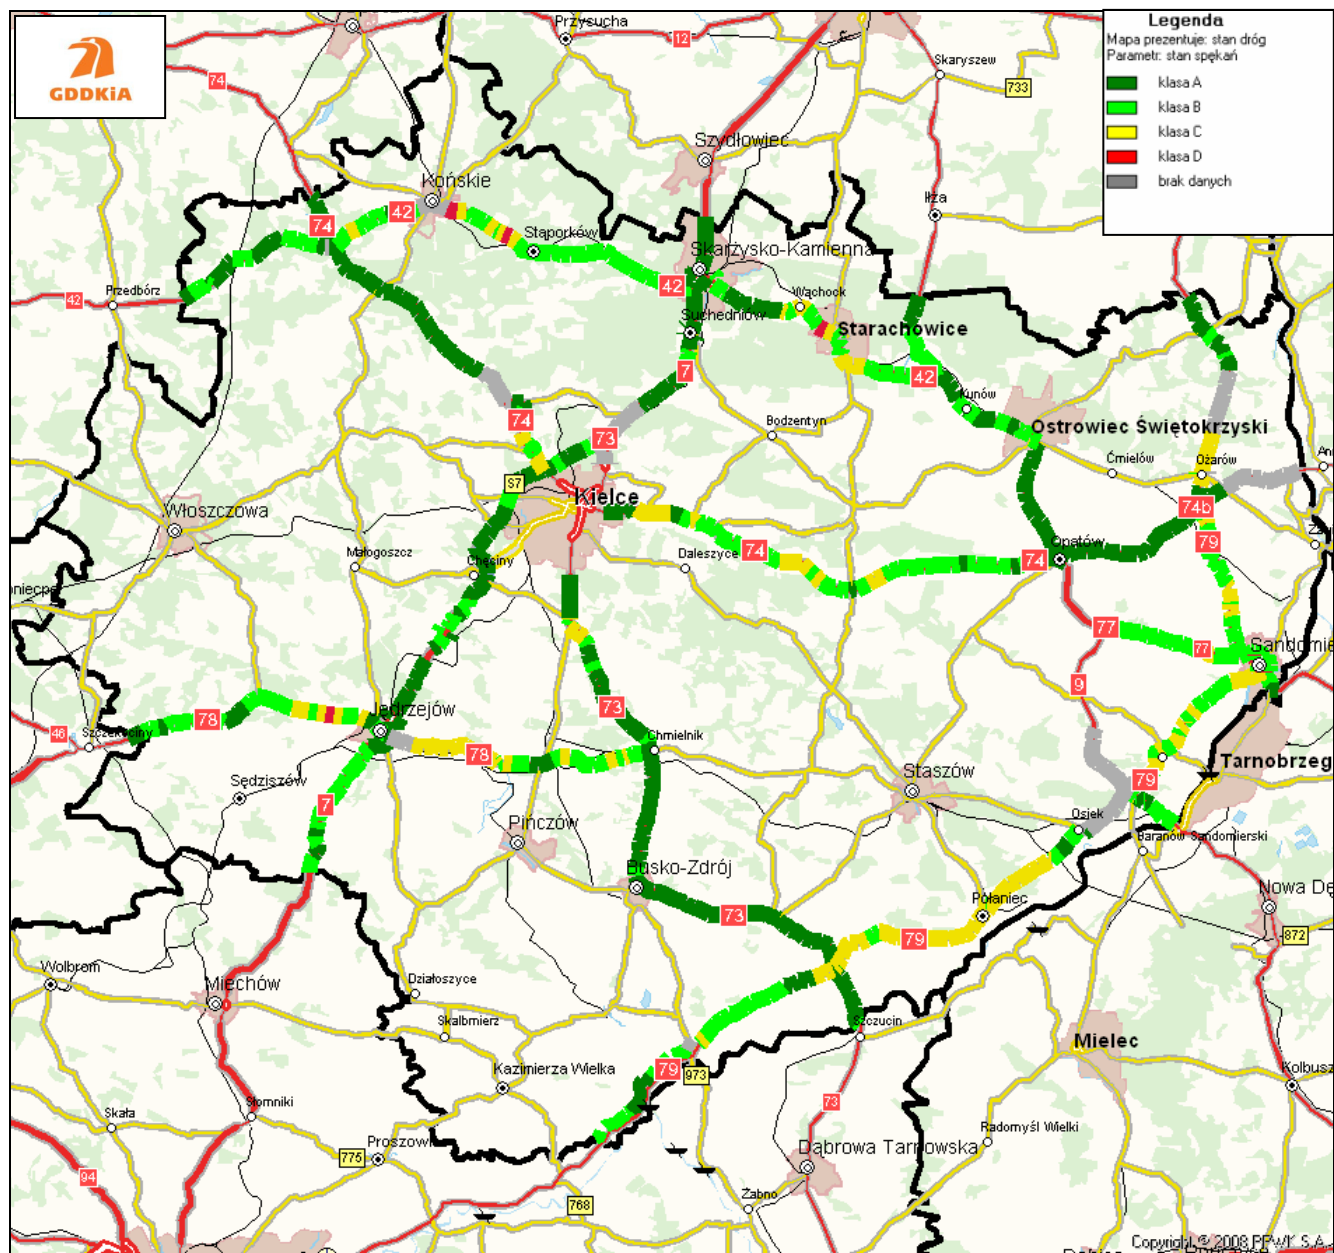 Legenda
Mapa prezentuje: stan dróg
Parametr: stan spękań
klasa A
klasa B
klasa C
klasa D
brak danych
GDDKiA
Przysucha
12
74
Skaryszew
733
Szydłowiec
Końskie
Iłża
42
74
Stąporków
Skarżysko-Kamienna
42
Przedbórz
42
Wąchock
Suchedniów
Starachowice
7
42
Kunów
74
73
Bodzentyn
Ostrowiec Świętokrzyski
Ćmielów
Ożarów
S7
Kielce
Włoszczowa
74b
79
Małogoszcz
Chęciny
Daleszyce
74
74
Opatów
77
77
Sandomie
9
73
78
Jędrzejów
46
Szczekociny
78
Chmielnik
Tarnobrzeg
Sędziszów
Staszów
79
7
Pińczów
Osiek
Baranów Sandomierski
Busko-Zdrój
Nowa Dę
Połaniec
73
79
872
Wolbrom
Miechów
Działoszyce
Skalbmierz
Szczucin
Mielec
79
973
Kazimierza Wielka
Kolbusz
Skała
Słomniki
73
Radomyśl Wielki
Proszowi
775
94
Dąbrowa Tarnowska
Żabno
768
Copyright © 2008 PPWK S.A.